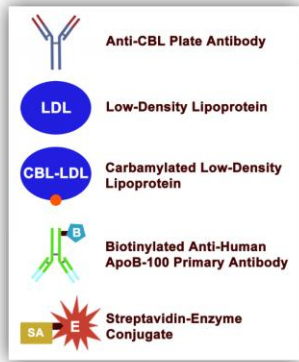 Anti-CBL Plate Antibody
LDL
Low-Density Lipoprotein
CBL-LDL
Carbamylated Low-Density
Lipoprotein
B
Biotinylated Anti-Human
ApoB-100 Primary Antibody
SA
E
Streptavidin-Enzyme
Conjugate